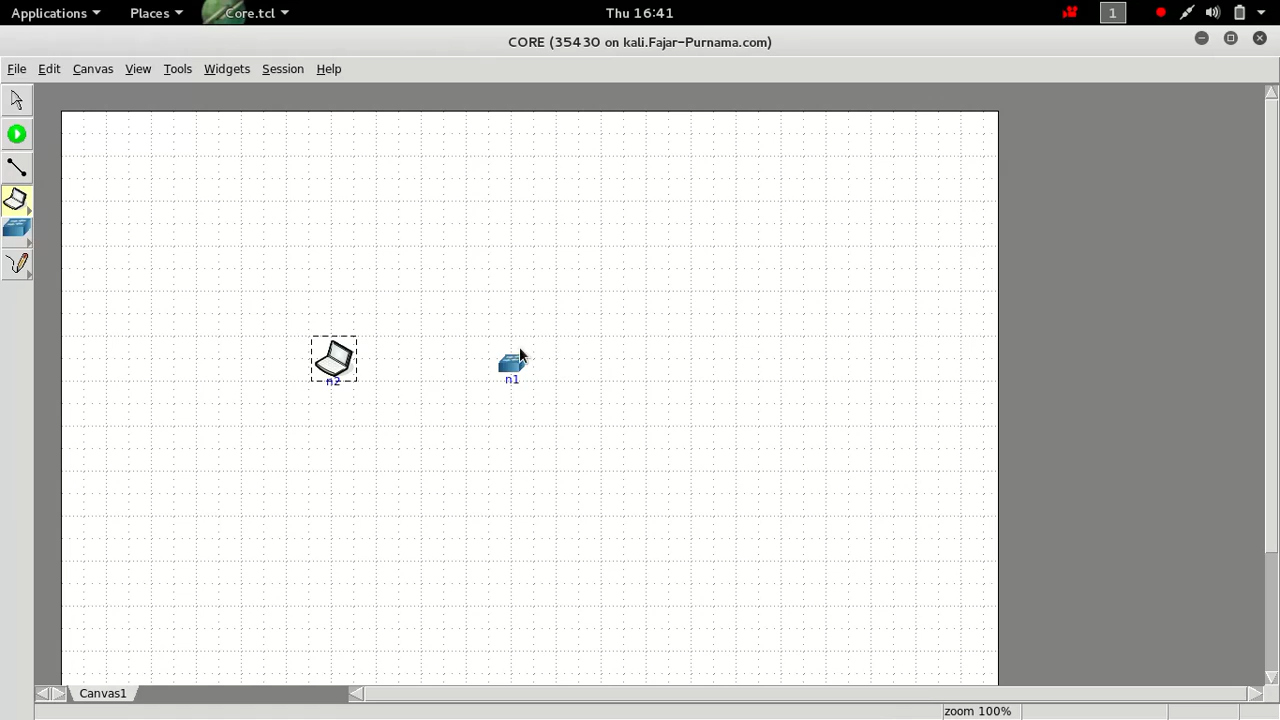 Applications Places Core.tcl Thu 16:41 1
CORE (35430 on kali.Fajar-Purnama.com)
File Edit Canvas View Tools Widgets Session Help
n2 n1
Canvas1
zoom 100%